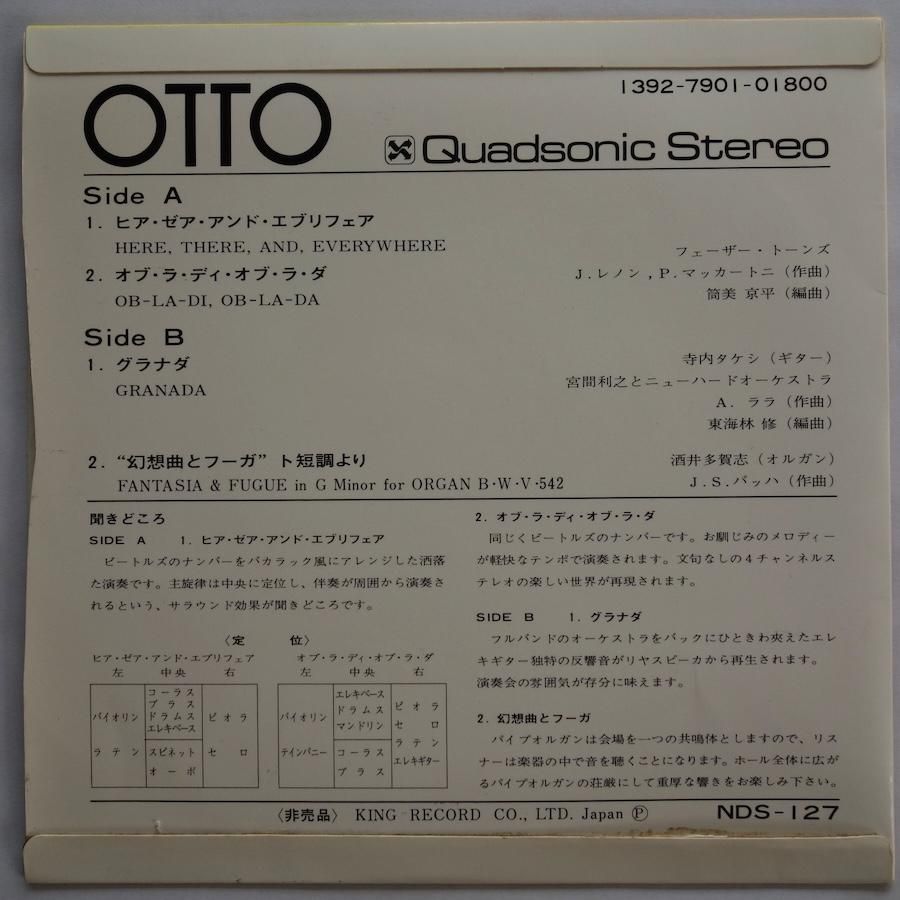 OTTO
1392-7901-01800
Quadsonic Stereo
Side A
1. ヒア・ゼア・アンド・エブリフェア
HERE, THERE, AND, EVERYWHERE
フェーザー・トーンズ
2. オブ・ラ・ディ・オブ・ラ・ダ
J.レノン,P.マッカートニ(作曲)
OB-LA-DI, OB-LA-DA
筒美 京平(編曲)
Side B
1. グラナダ
寺内タケシ(ギター)
GRANADA
宮間利之とニューハードオーケストラ
A. ララ(作曲)
東海林 修(編曲)
2. “幻想曲とフーガ”ト短調より
酒井多賀志(オルガン)
FANTASIA & FUGUE in G Minor for ORGAN B・W・V・542
J.S.バッハ(作曲)
聞きどころ
SIDE A 1. ヒア・ゼア・アンド・エブリフェア
ビートルズのナンバーをバカラック風にアレンジした洒落
た演奏です。主旋律は中央に定位し、伴奏が周囲から演奏さ
れるという、サラウンド効果が聞きどころです。
〈定 位〉
ヒア・ゼア・アンド・エブリフェア
左 中央 右
バイオリン
コーラス
ブラス
ドラムス
エレキベース
ビオラ
ラテン
スピネット
オーボ
セロ
オブ・ラ・ディ・オブ・ラ・ダ
左 中央 右
バイオリン
エレキベース
ドラムス
マンドリン
ビオラ
セロ
ティンパニー
コーラス
ブラス
ラテン
エレキギター
2. オブ・ラ・ディ・オブ・ラ・ダ
同じくビートルズのナンバーです。お馴じみのメロディー
が軽快なテンポで演奏されます。文句なしの4チャンネルス
テレオの楽しい世界が再現されます。
SIDE B 1. グラナダ
フルバンドのオーケストラをバックにひときわ夾えたエレ
キギター独特の反響音がリヤスピーカから再生されます。
演奏会の雰囲気が存分に味えます。
2. 幻想曲とフーガ
パイプオルガンは会場を一つの共鳴体としますので、リス
ナーは楽器の中で音を聴くことになります。ホール全体に広が
るパイプオルガンの荘厳にして重厚な響きをお楽しみ下さい。
〈非売品〉 KING RECORD CO., LTD. Japan Ⓟ
NDS-127